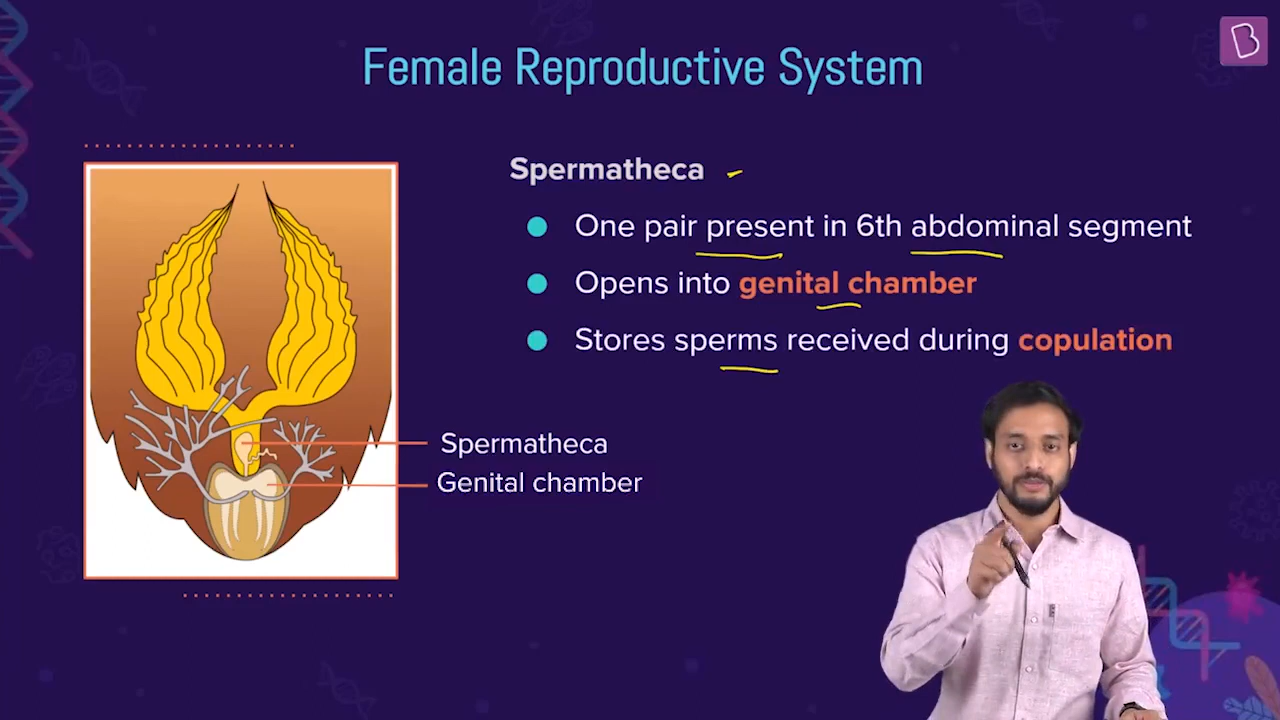 Female Reproductive System
Spermatheca
One pair present in 6th abdominal segment
Opens into genital chamber
Stores sperms received during copulation
Spermatheca
Genital chamber
B